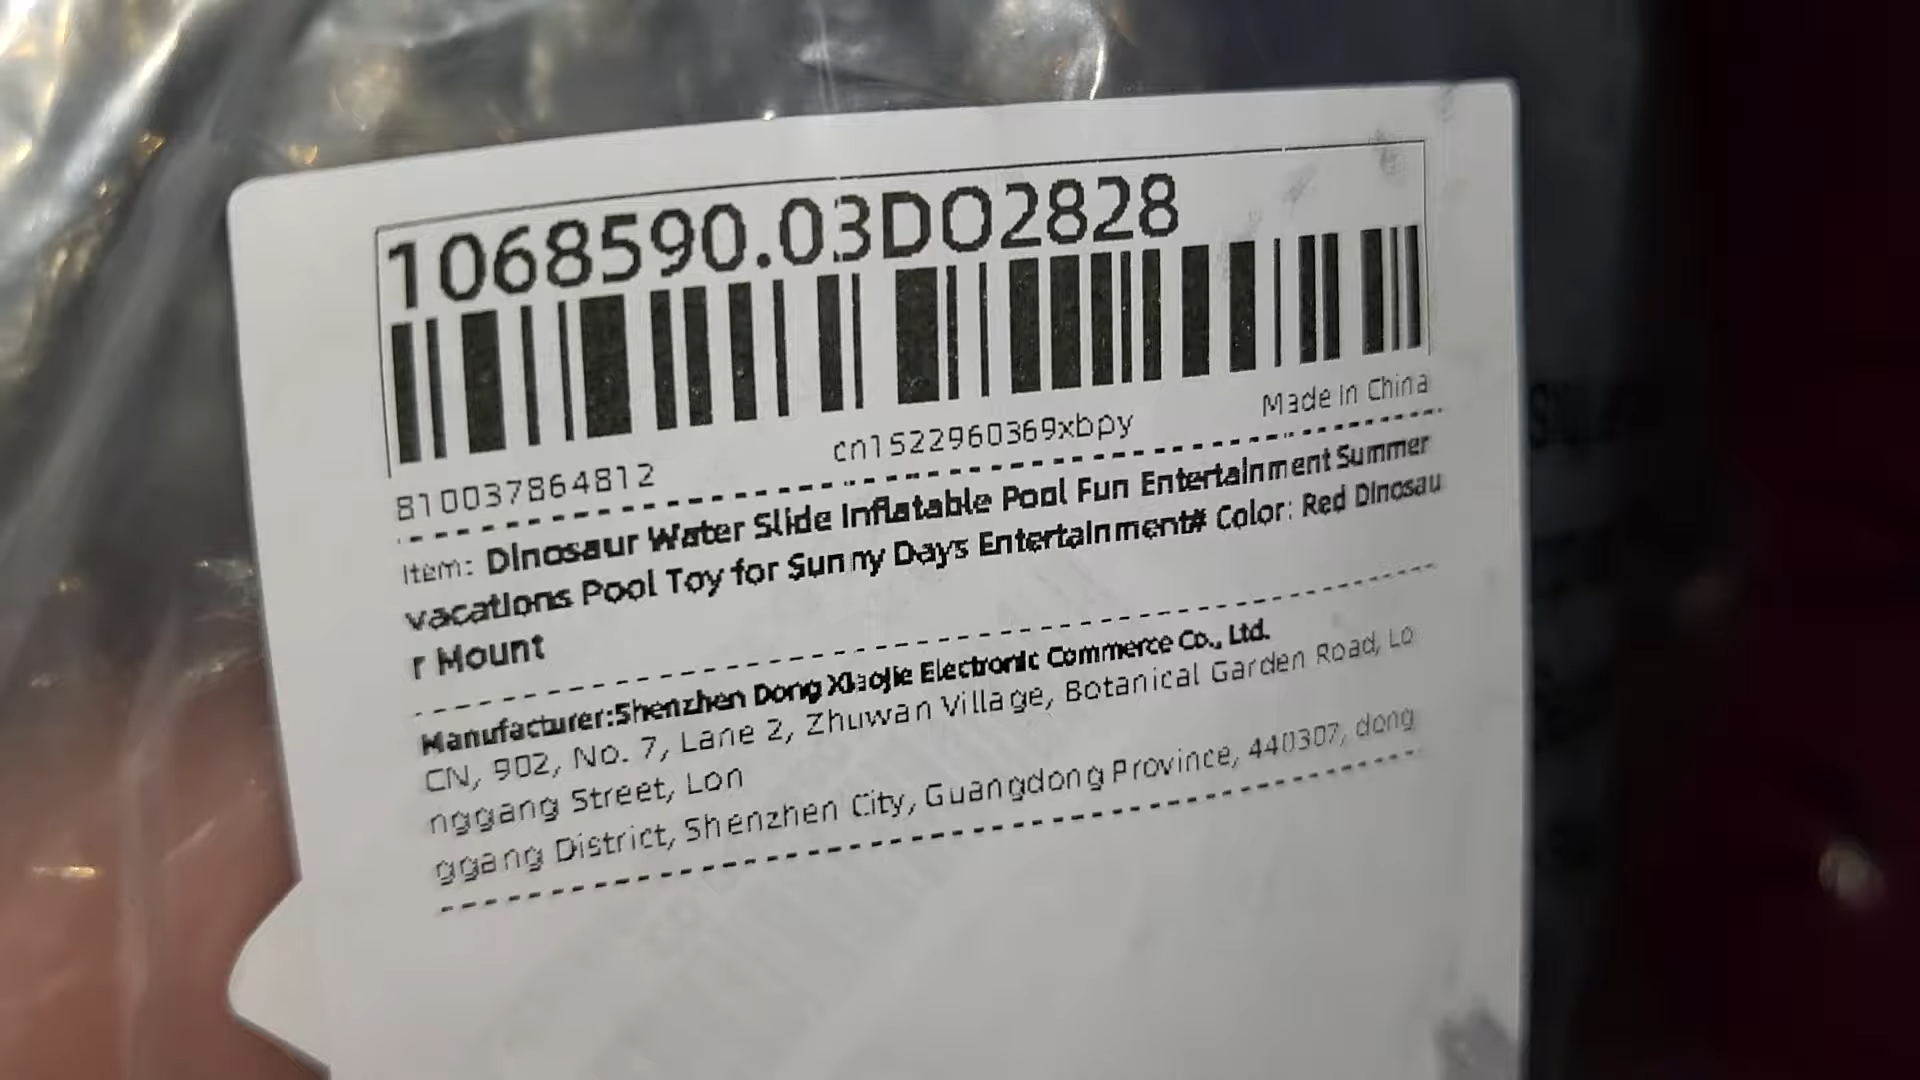 1068590.03DO2828
810037864812 cn1522960369xbpy Made In China
Item: Dinosaur Water Slide Inflatable Pool Fun Entertainment Summer
vacations Pool Toy for Sunny Days Entertainment# Color: Red Dinosau
r Mount
Manufacturer:Shenzhen Dong Xiaojie Electronic Commerce Co., Ltd.
CN, 902, No. 7, Lane 2, Zhuwan Village, Botanical Garden Road, Lo
nggang Street, Lon
ggang District, Shenzhen City, Guangdong Province, 440307, dong